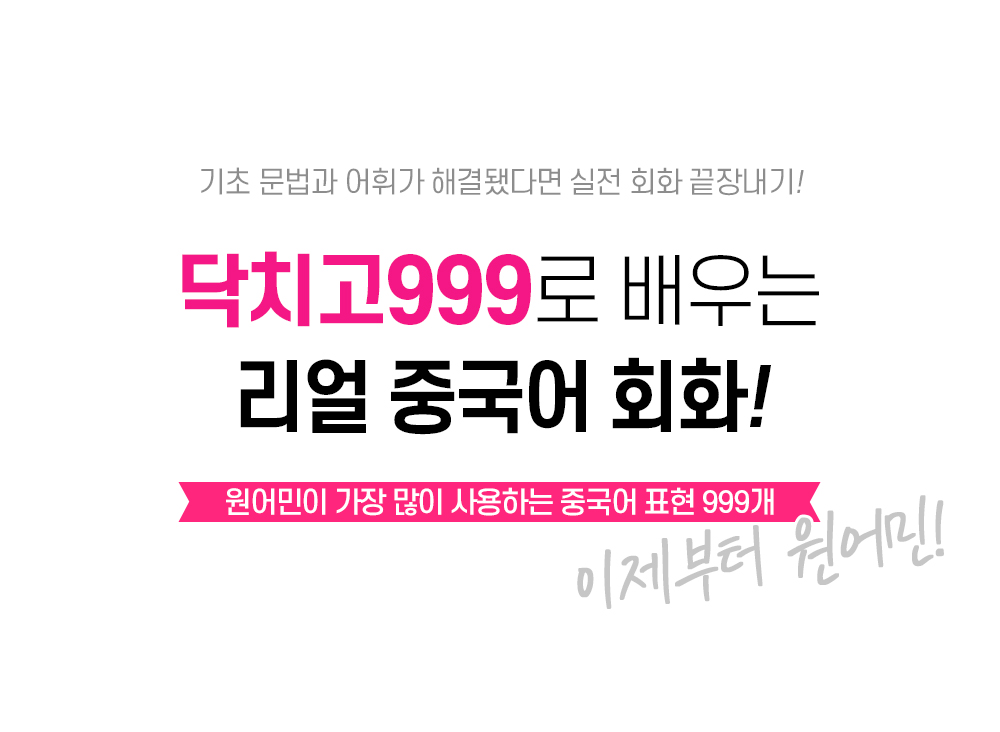 기초 문법과 어휘가 해결됐다면 실전 회화 끝장내기!
닥치고999로 배우는
리얼 중국어 회화!
원어민이 가장 많이 사용하는 중국어 표현 999개
이제부터 원어민!